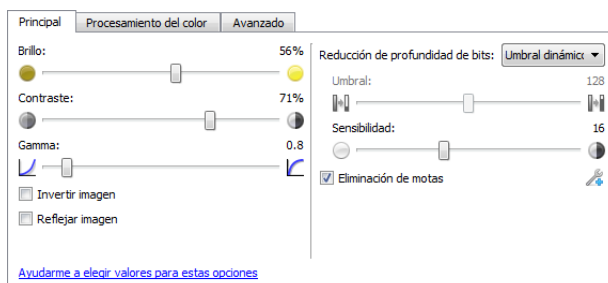 Principal Procesamiento del color Avanzado
Brillo: 56%
Contraste: 71%
Gamma: 0.8
Invertir imagen
Reflejar imagen
Ayudarme a elegir valores para estas opciones
Reducción de profundidad de bits: Umbral dinámic
Umbral: 128
Sensibilidad: 16
Eliminación de motas